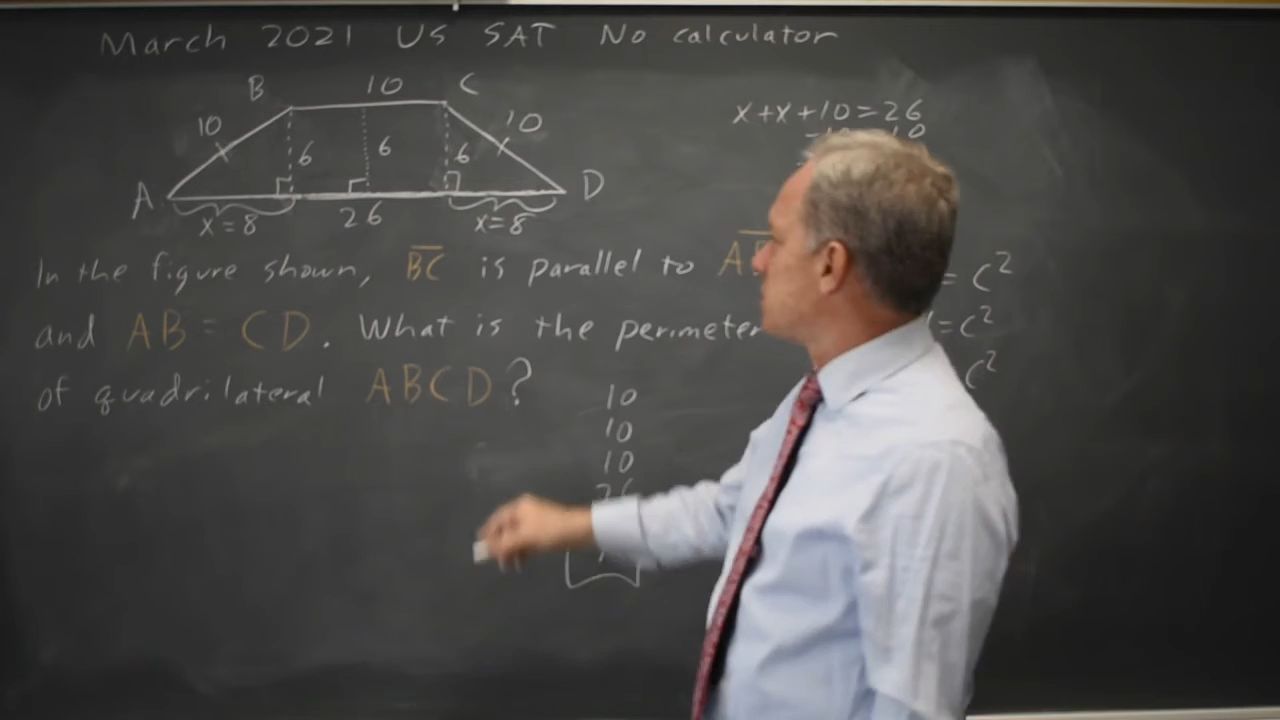 March 2021 US SAT No calculator
B 10 C
10 10
6 6 6
A D
x=8 26 x=8
In the figure shown, BC is parallel to
and AB = CD. What is the perimeter
of quadrilateral ABCD?
x+x+10=26
= c²
=c²
c²
10
10
10
26